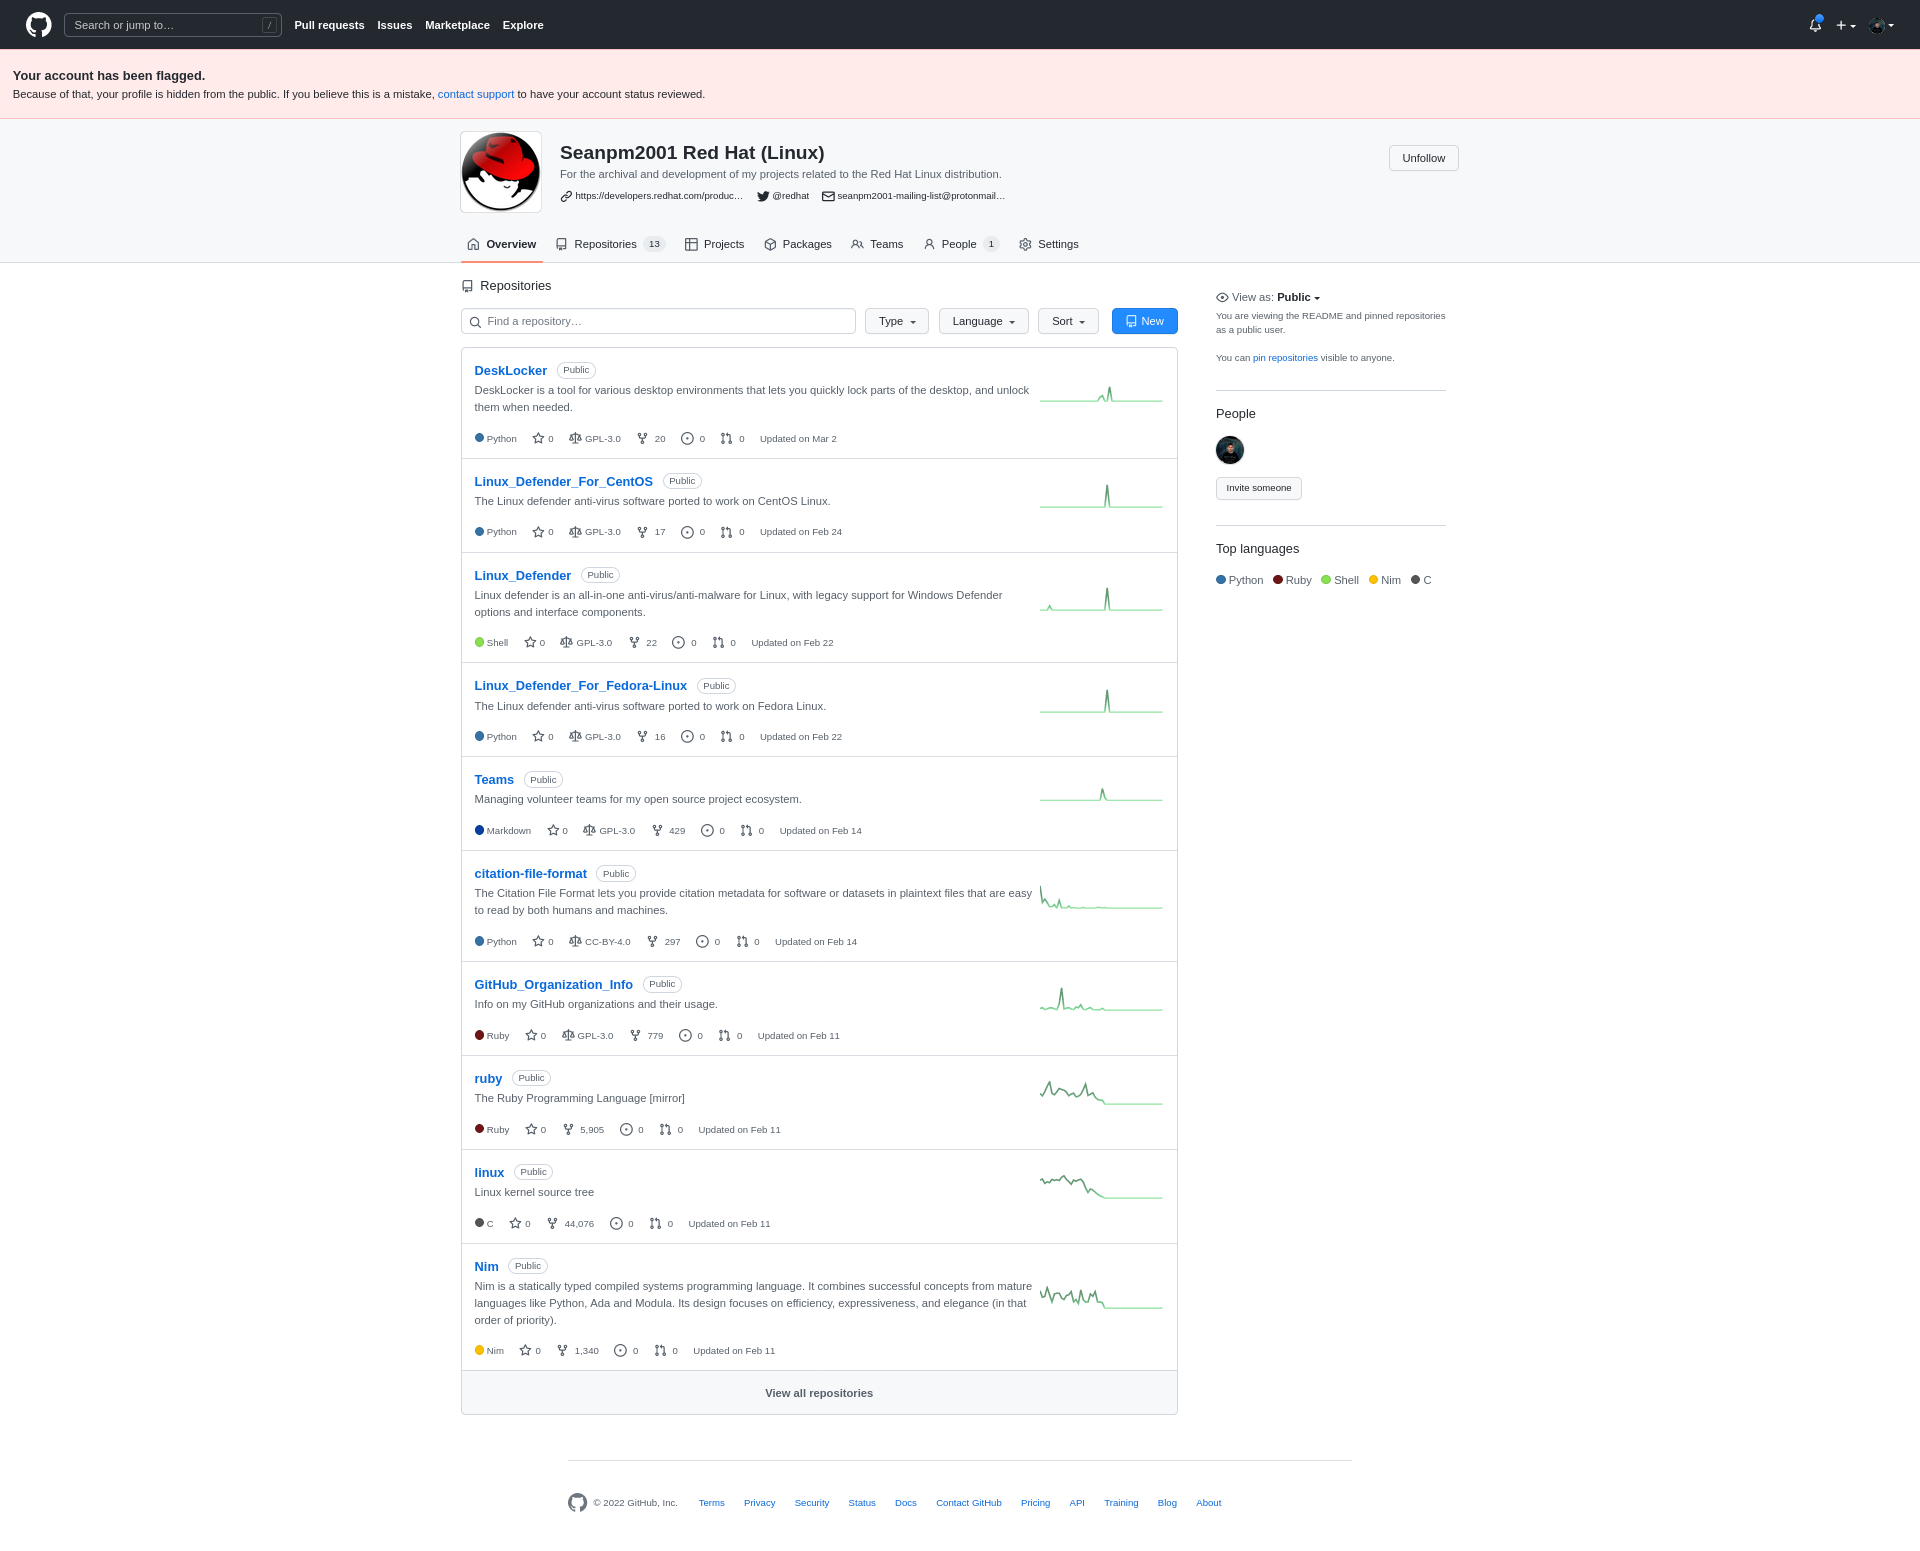 Search or jump to… /
Pull requests Issues Marketplace Explore
Your account has been flagged.
Because of that, your profile is hidden from the public. If you believe this is a mistake, contact support to have your account status reviewed.
Seanpm2001 Red Hat (Linux)
Unfollow
For the archival and development of my projects related to the Red Hat Linux distribution.
https://developers.redhat.com/produc… @redhat seanpm2001-mailing-list@protonmail…
Overview Repositories 13 Projects Packages Teams People 1 Settings
Repositories
Find a repository… Type Language Sort New
DeskLocker Public
DeskLocker is a tool for various desktop environments that lets you quickly lock parts of the desktop, and unlock
them when needed.
Python 0 GPL-3.0 20 0 0 Updated on Mar 2
Linux_Defender_For_CentOS Public
The Linux defender anti-virus software ported to work on CentOS Linux.
Python 0 GPL-3.0 17 0 0 Updated on Feb 24
Linux_Defender Public
Linux defender is an all-in-one anti-virus/anti-malware for Linux, with legacy support for Windows Defender
options and interface components.
Shell 0 GPL-3.0 22 0 0 Updated on Feb 22
Linux_Defender_For_Fedora-Linux Public
The Linux defender anti-virus software ported to work on Fedora Linux.
Python 0 GPL-3.0 16 0 0 Updated on Feb 22
Teams Public
Managing volunteer teams for my open source project ecosystem.
Markdown 0 GPL-3.0 429 0 0 Updated on Feb 14
citation-file-format Public
The Citation File Format lets you provide citation metadata for software or datasets in plaintext files that are easy
to read by both humans and machines.
Python 0 CC-BY-4.0 297 0 0 Updated on Feb 14
GitHub_Organization_Info Public
Info on my GitHub organizations and their usage.
Ruby 0 GPL-3.0 779 0 0 Updated on Feb 11
ruby Public
The Ruby Programming Language [mirror]
Ruby 0 5,905 0 0 Updated on Feb 11
linux Public
Linux kernel source tree
C 0 44,076 0 0 Updated on Feb 11
Nim Public
Nim is a statically typed compiled systems programming language. It combines successful concepts from mature
languages like Python, Ada and Modula. Its design focuses on efficiency, expressiveness, and elegance (in that
order of priority).
Nim 0 1,340 0 0 Updated on Feb 11
View all repositories
View as: Public
You are viewing the README and pinned repositories
as a public user.
You can pin repositories visible to anyone.
People
Invite someone
Top languages
Python Ruby Shell Nim C
© 2022 GitHub, Inc. Terms Privacy Security Status Docs Contact GitHub Pricing API Training Blog About